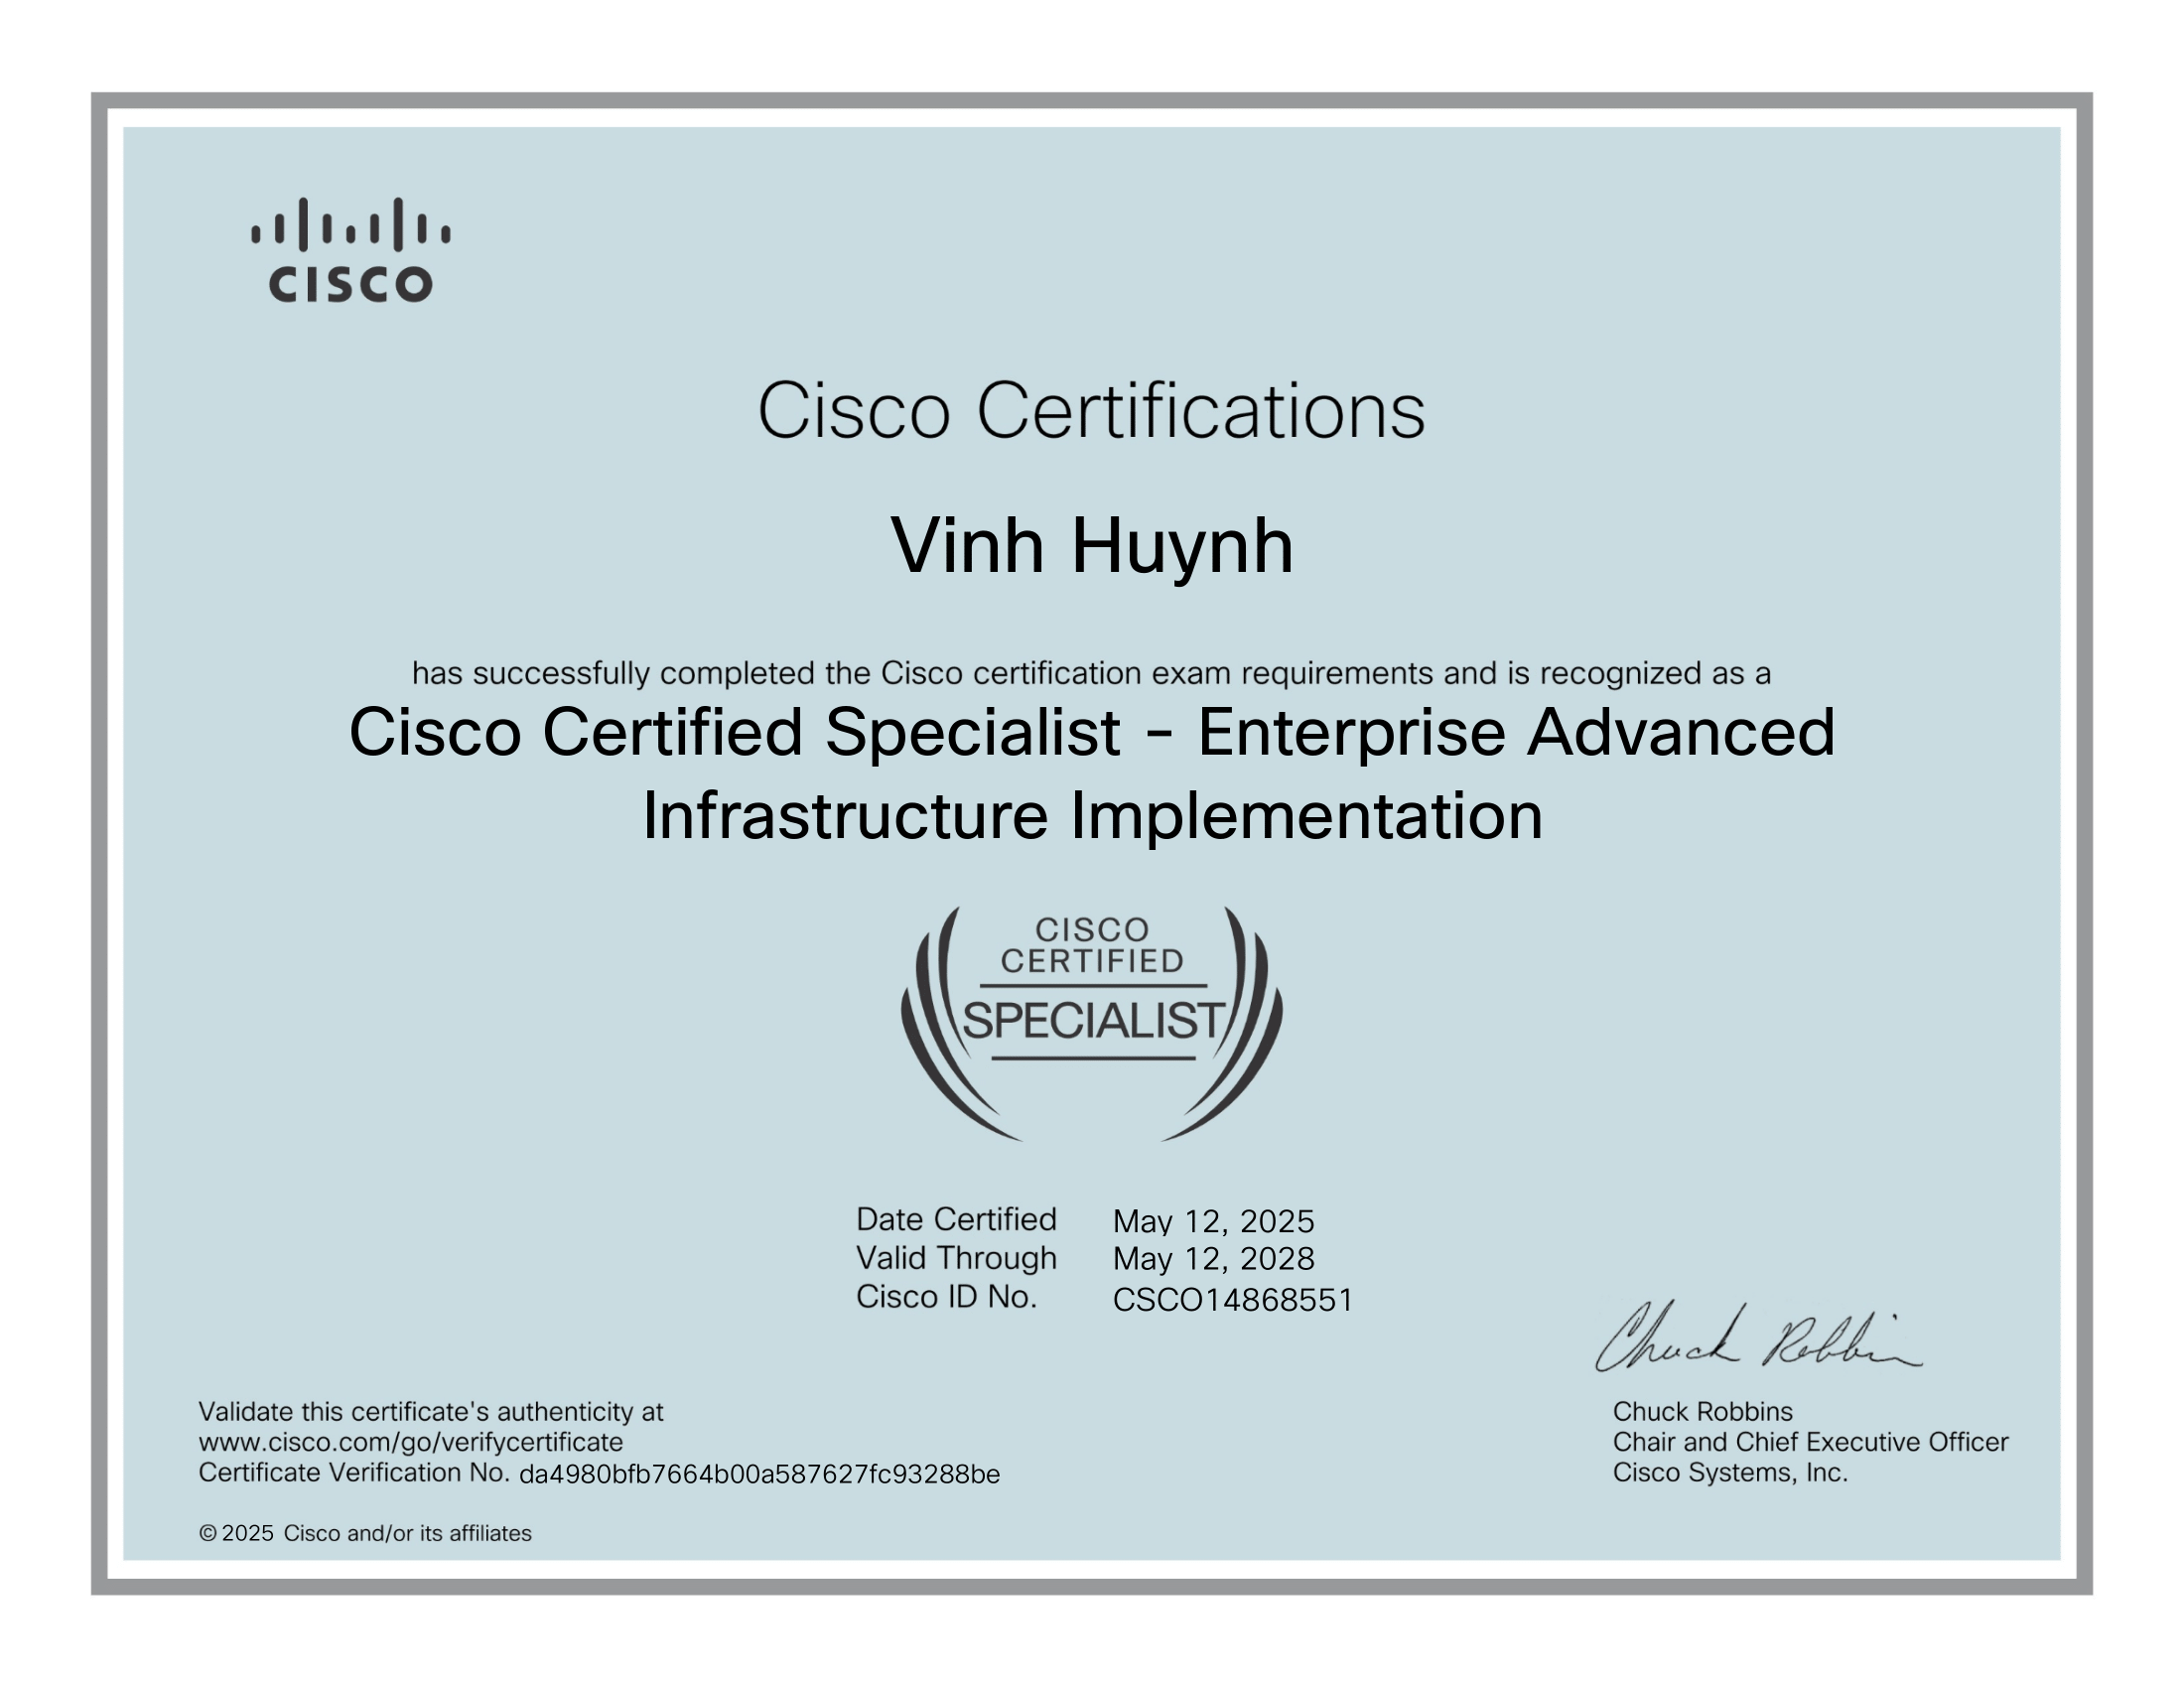 CISCO
Cisco Certifications
Vinh Huynh
has successfully completed the Cisco certification exam requirements and is recognized as a
Cisco Certified Specialist - Enterprise Advanced
Infrastructure Implementation
CISCO
CERTIFIED
SPECIALIST
Date Certified May 12, 2025
Valid Through May 12, 2028
Cisco ID No. CSCO14868551
Chuck Robbins
Validate this certificate's authenticity at
www.cisco.com/go/verifycertificate
Certificate Verification No. da4980bfb7664b00a587627fc93288be
Chuck Robbins
Chair and Chief Executive Officer
Cisco Systems, Inc.
© 2025 Cisco and/or its affiliates